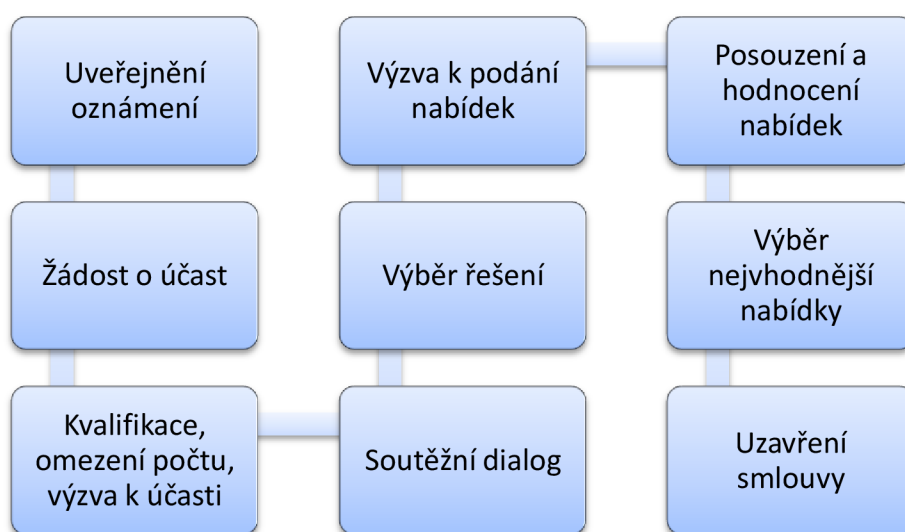 Uveřejnění
oznámení
Žádost o účast
Kvalifikace,
omezení počtu,
výzva k účasti
Soutěžní dialog
Výběr řešení
Výzva k podání
nabídek
Posouzení a
hodnocení
nabídek
Výběr
nejvhodnější
nabídky
Uzavření
smlouvy